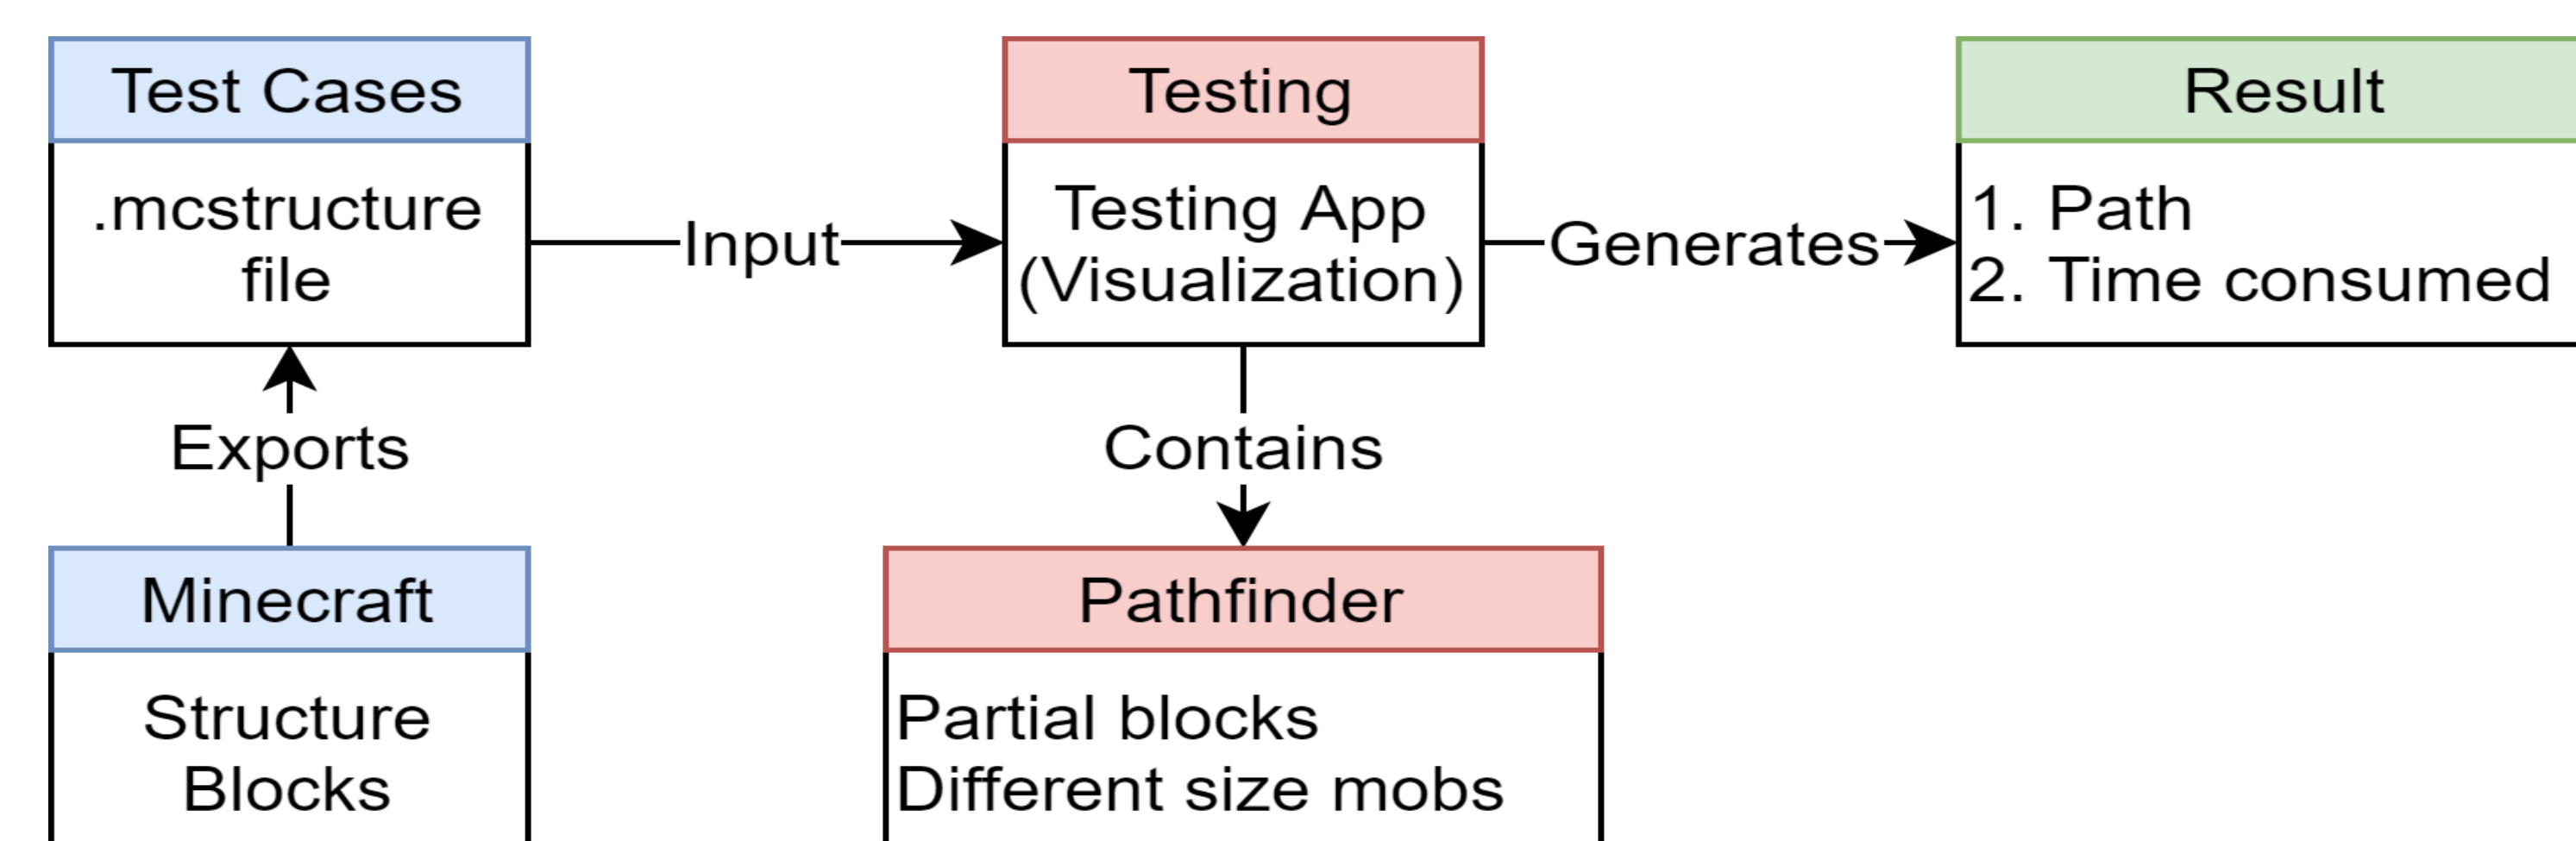 Test Cases
.mcstructure
file
Input
Testing
Testing App
(Visualization)
Generates
Result
1. Path
2. Time consumed
Exports
Contains
Minecraft
Structure
Blocks
Pathfinder
Partial blocks
Different size mobs